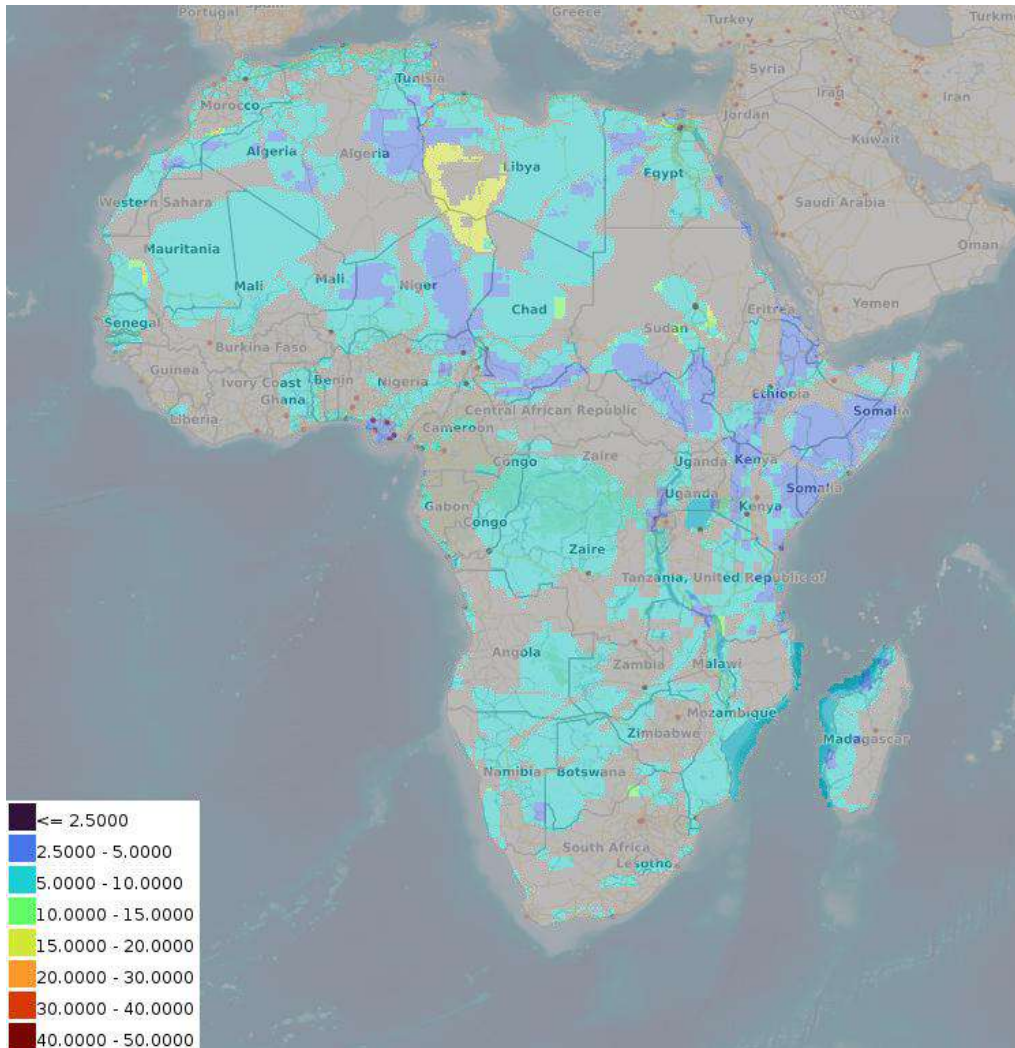 Portugal
Spain
Greece
Turkey
Turkm
Tunisia
Syria
Iraq
Iran
Morocco
Jordan
Algeria
Algeria
Libya
Kuwait
Egypt
Western Sahara
Saudi Arabia
Mauritania
Oman
Mali
Mali
Niger
Chad
Eritrea
Yemen
Senegal
Sudan
Burkina Faso
Guinea
Ivory Coast
Benin
Nigeria
Ghana
Ethiopia
Liberia
Central African Republic
Somalia
Cameroon
Congo
Zaire
Uganda
Kenya
Uganda
Somalia
Gabon
Kenya
Congo
Zaire
Tanzania, United Republic of
Angola
Zambia
Malawi
Mozambique
Zimbabwe
Madagascar
Namibia
Botswana
South Africa
Lesotho
<= 2.5000
2.5000 - 5.0000
5.0000 - 10.0000
10.0000 - 15.0000
15.0000 - 20.0000
20.0000 - 30.0000
30.0000 - 40.0000
40.0000 - 50.0000